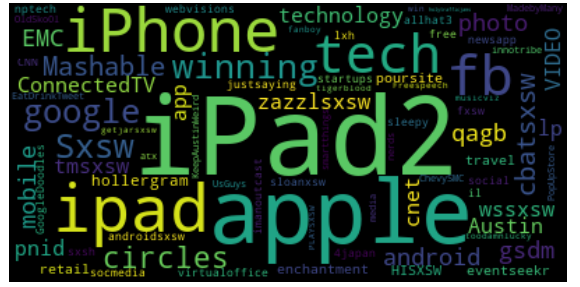 nptech
webvisions
win
MadebyMany
OldSkool
iPhone
technology
allhat3
EMC
fanboy
lxh
free
newsapp
photo
CNN
Mashable
winning
tech
fb
VIDEO
innotribe
ConnectedTV
justsaying
startups
poursite
tigerblood
Freespeech
musicviz
EatDrinkTweet
google
app
zazzlsxsw
fxsw
getjarsxsw
iPad2
sleepy
qagb
lp
Sxsw
atx
KeepAustinWeird
cbatsxsw
tmsxsw
travel
PopUpStore
mobile
GoogleDoodles
hollergram
UsGuys
sloanxsw
ChevySMC
social
il
ipad
imanoutcast
apple
cnet
wssxsw
media
PLAYSXSW
Austin
toodamnlucky
androidsxsw
pnid
sxsh
circles
4japan
android
gsdm
retail
socmedia
virtualoffice
enchantment
HISXSW
eventseekr